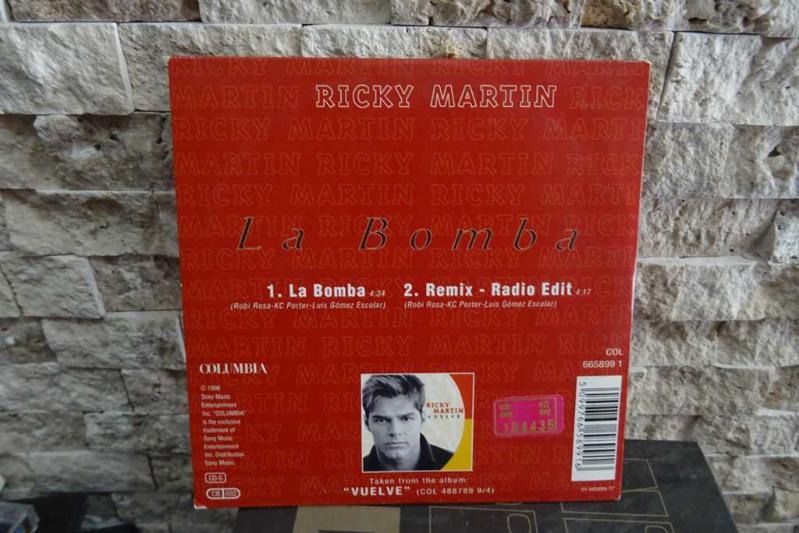 RICKY MARTIN
La Bomba
1. La Bomba 4:34
(Robi Rosa-KC Porter-Luis Gómez Escolar)
2. Remix - Radio Edit 4:17
(Robi Rosa-KC Porter-Luis Gómez Escolar)
COLUMBIA
© 1998
Sony Music
Entertainment
Inc. "COLUMBIA"
is the exclusive
trademark of
Sony Music
Entertainment
Inc. Distribution
Sony Music.
RICKY
MARTIN
VUELVE
Taken from the album:
"VUELVE" (COL 488789 9/4)
COL
665899 1
5099766589916
164435